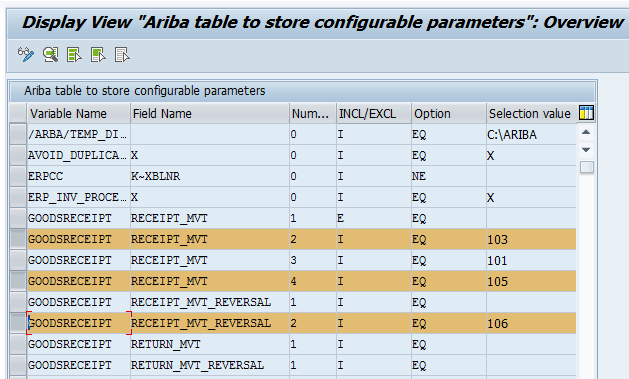 Display View "Ariba table to store configurable parameters": Overview
Ariba table to store configurable parameters
Variable Name Field Name Num... INCL/EXCL Option Selection value
/ARBA/TEMP_DI... 0 I EQ C:\ARIBA
AVOID_DUPLICA... X 0 I EQ X
ERPCC K~XBLNR 0 I NE
ERP_INV_PROCE... X 0 I EQ X
GOODSRECEIPT RECEIPT_MVT 1 E EQ
GOODSRECEIPT RECEIPT_MVT 2 I EQ 103
GOODSRECEIPT RECEIPT_MVT 3 I EQ 101
GOODSRECEIPT RECEIPT_MVT 4 I EQ 105
GOODSRECEIPT RECEIPT_MVT_REVERSAL 1 I EQ
GOODSRECEIPT RECEIPT_MVT_REVERSAL 2 I EQ 106
GOODSRECEIPT RETURN_MVT 1 I EQ
GOODSRECEIPT RETURN_MVT_REVERSAL 1 I EQ